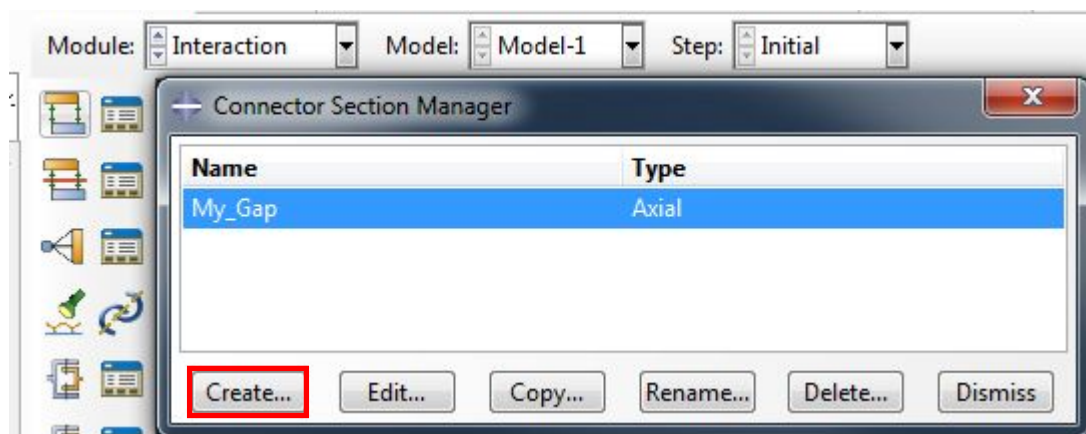 Module: Interaction Model: Model-1 Step: Initial
Connector Section Manager
Name Type
My_Gap Axial
Create... Edit... Copy... Rename... Delete... Dismiss